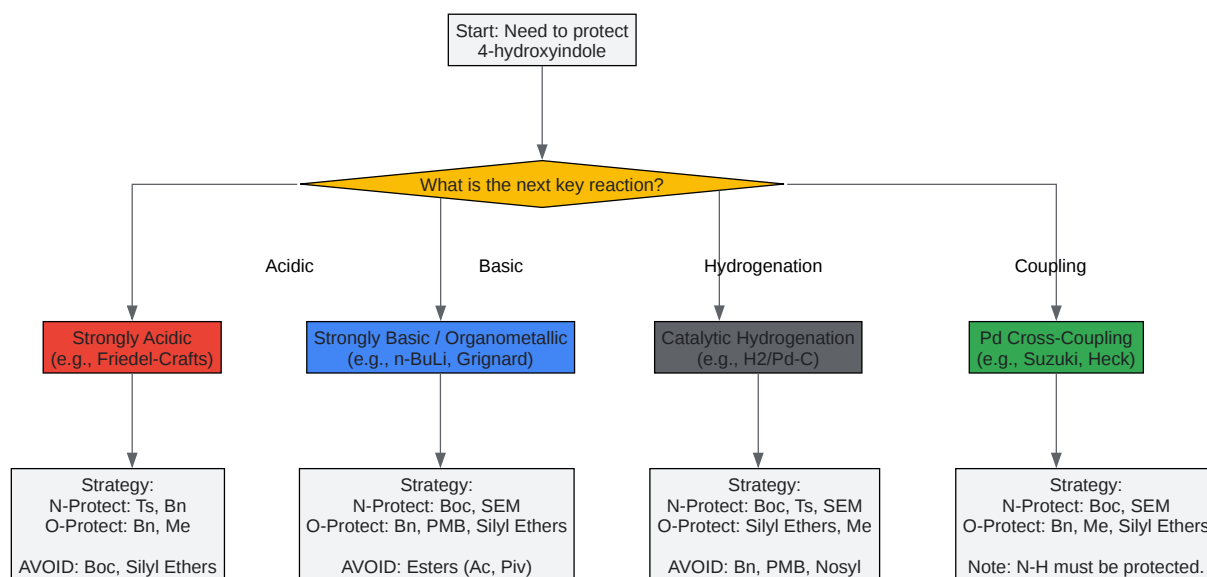 Start: Need to protect
4-hydroxyindole
What is the next key reaction?
Acidic
Basic
Hydrogenation
Coupling
Strongly Acidic
(e.g., Friedel-Crafts)
Strongly Basic / Organometallic
(e.g., n-BuLi, Grignard)
Catalytic Hydrogenation
(e.g., H2/Pd-C)
Pd Cross-Coupling
(e.g., Suzuki, Heck)
Strategy:
N-Protect: Ts, Bn
O-Protect: Bn, Me
AVOID: Boc, Silyl Ethers
Strategy:
N-Protect: Boc, SEM
O-Protect: Bn, PMB, Silyl Ethers
AVOID: Esters (Ac, Piv)
Strategy:
N-Protect: Boc, Ts, SEM
O-Protect: Silyl Ethers, Me
AVOID: Bn, PMB, Nosyl
Strategy:
N-Protect: Boc, SEM
O-Protect: Bn, Me, Silyl Ethers
Note: N-H must be protected.